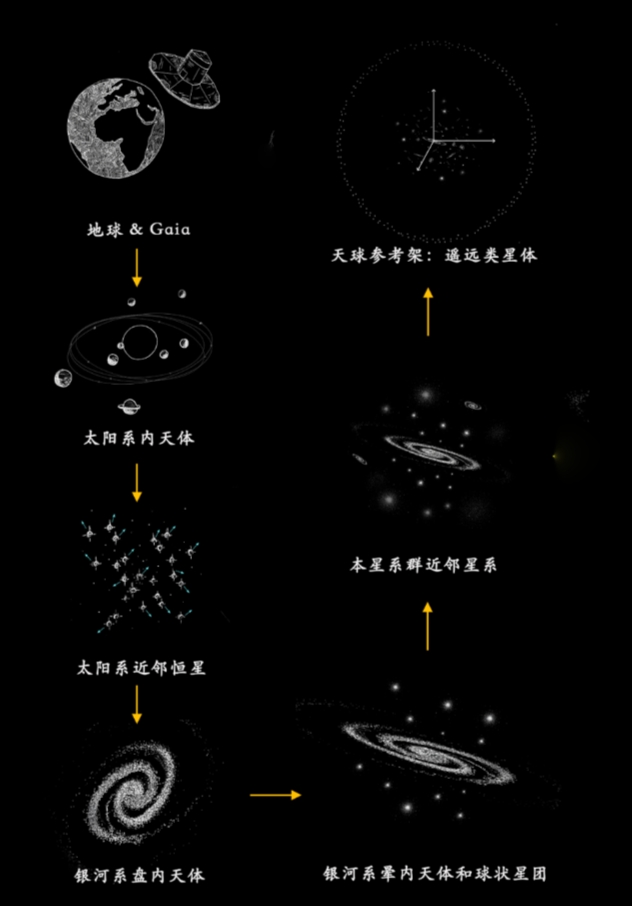 地球 & Gaia
太阳系内天体
太阳系近邻恒星
银河系盘内天体
银河系晕内天体和球状星团
本星系群近邻星系
天球参考架：遥远类星体